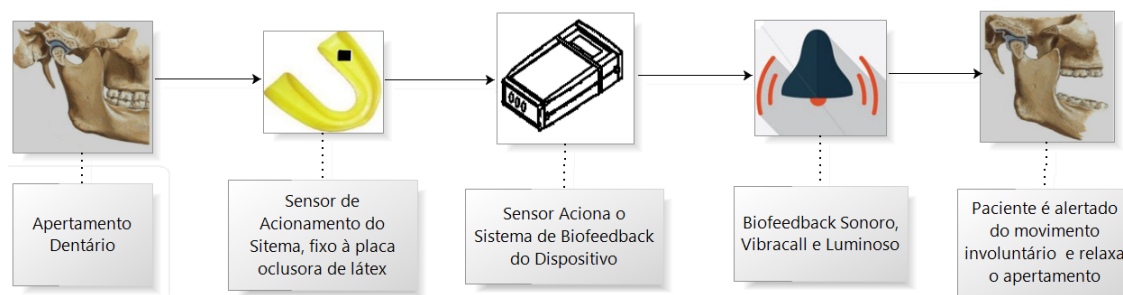 Apertamento
Dentário
Sensor de
Acionamento do
Sitema, fixo à placa
oclusora de látex
Sensor Aciona o
Sistema de Biofeedback
do Dispositivo
Biofeedback Sonoro,
Vibracall e Luminoso
Paciente é alertado
do movimento
involuntário e relaxa
o apertamento